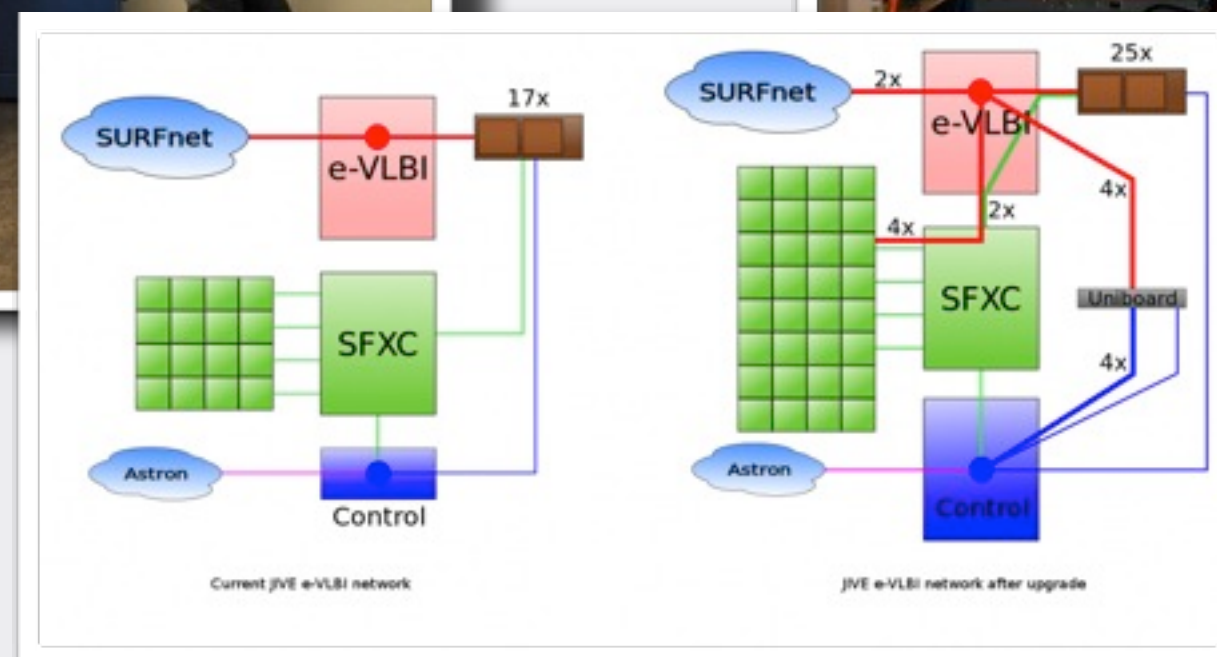 17x
SURFnet
e-VLBI
SFXC
Astron
Control
Current JIVE e-VLBI network
25x
SURFnet
2x
e-VLBI
4x
2x
4x
SFXC
Uniboard
4x
Astron
Control
JIVE e-VLBI network after upgrade